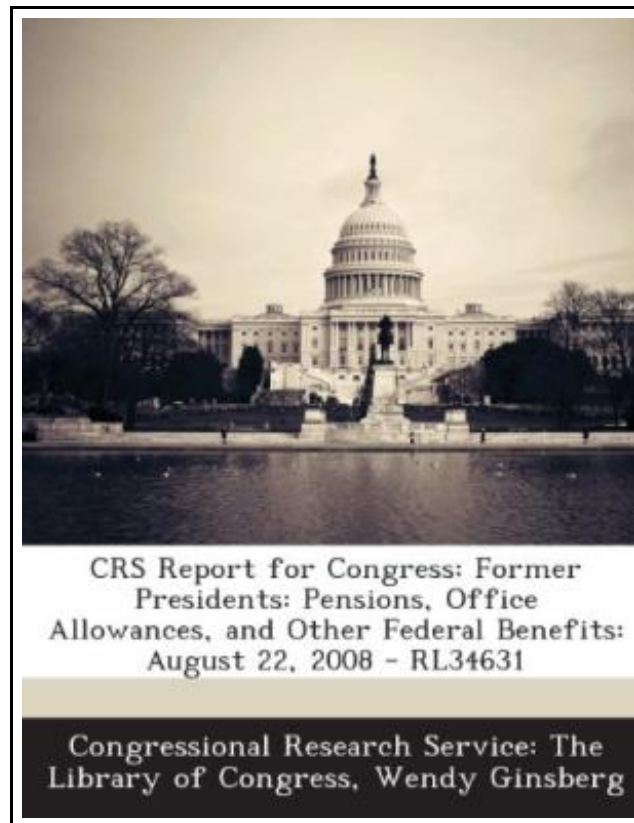 CRS Report for Congress: Former
Presidents: Pensions, Office
Allowances, and Other Federal Benefits:
August 22, 2008 - RL34631
Congressional Research Service: The
Library of Congress, Wendy Ginsberg